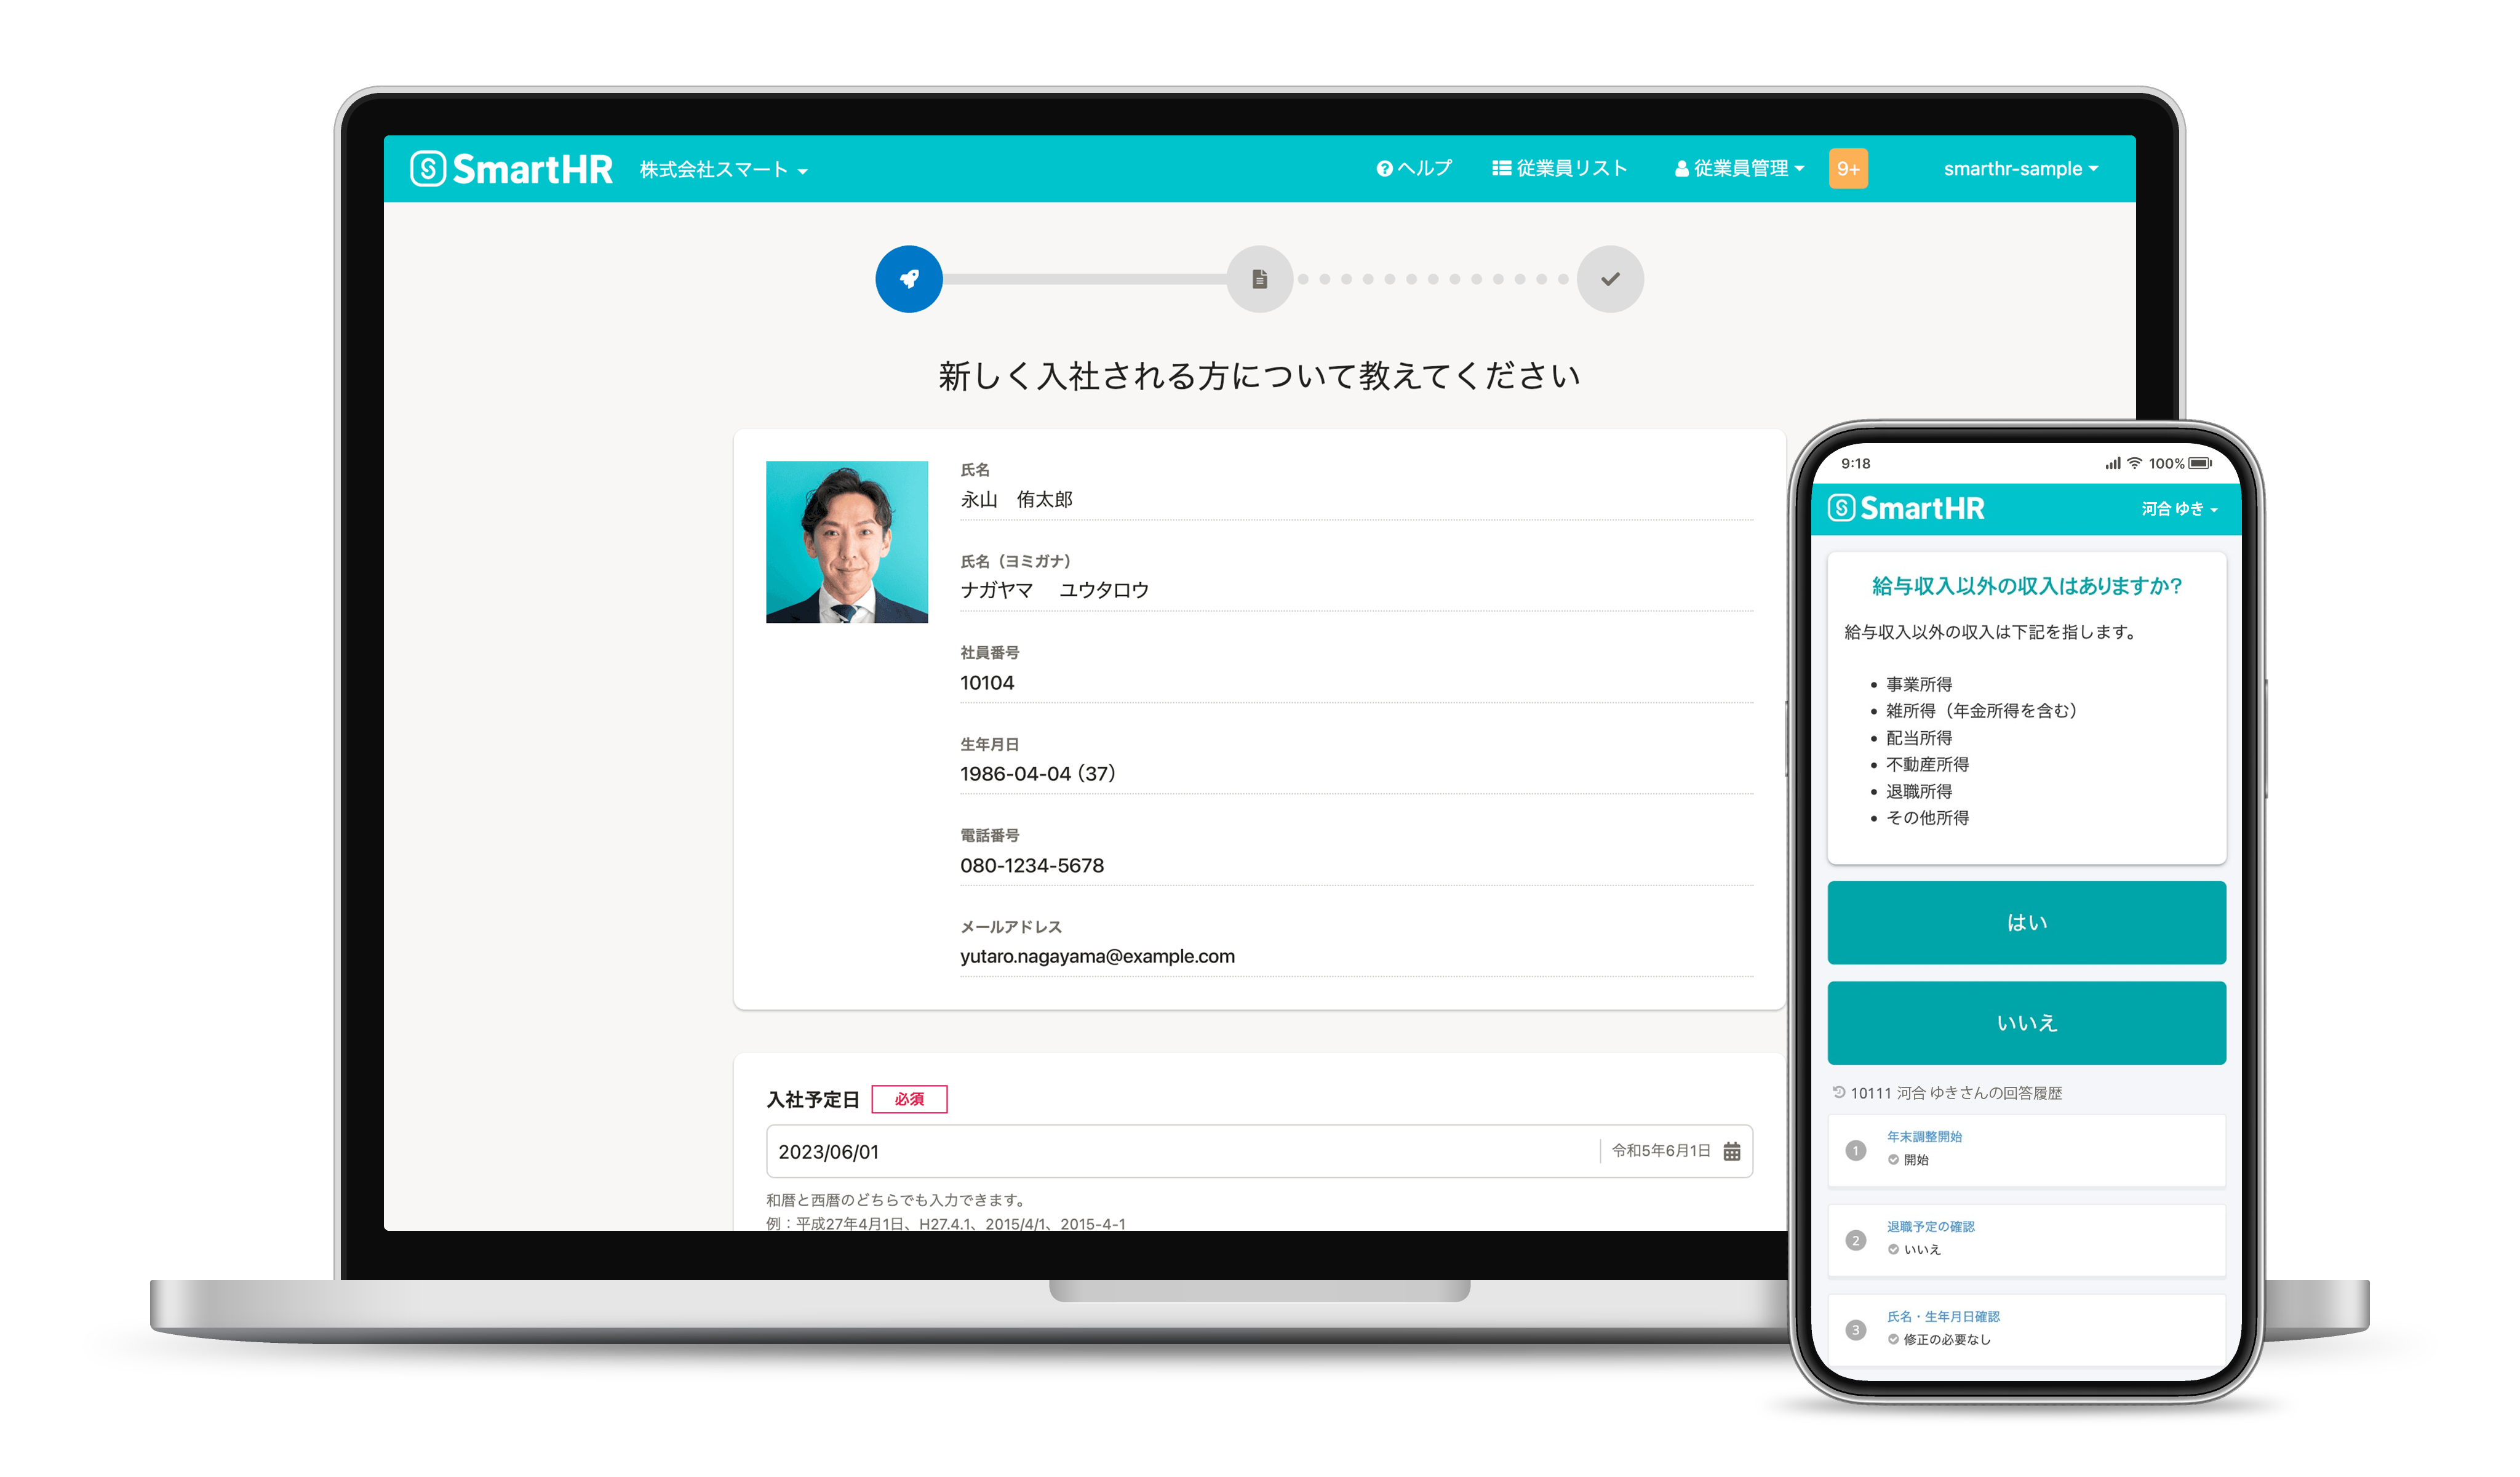 SmartHR 株式会社スマート ヘルプ 従業員リスト 従業員管理 9+ smarthr-sample
新しく入社される方について教えてください
氏名
永山　侑太郎
氏名（ヨミガナ）
ナガヤマ　ユウタロウ
社員番号
10104
生年月日
1986-04-04（37）
電話番号
080-1234-5678
メールアドレス
yutaro.nagayama@example.com
入社予定日 必須
2023/06/01 令和5年6月1日
和暦と西暦のどちらでも入力できます。
例：平成27年4月1日、H27.4.1、2015/4/1、2015-4-1
9:18 100%
SmartHR 河合 ゆき
給与収入以外の収入はありますか?
給与収入以外の収入は下記を指します。
• 事業所得
• 雑所得（年金所得を含む）
• 配当所得
• 不動産所得
• 退職所得
• その他所得
はい
いいえ
10111 河合 ゆきさんの回答履歴
1 年末調整開始
開始
2 退職予定の確認
いいえ
3 氏名・生年月日確認
修正の必要なし